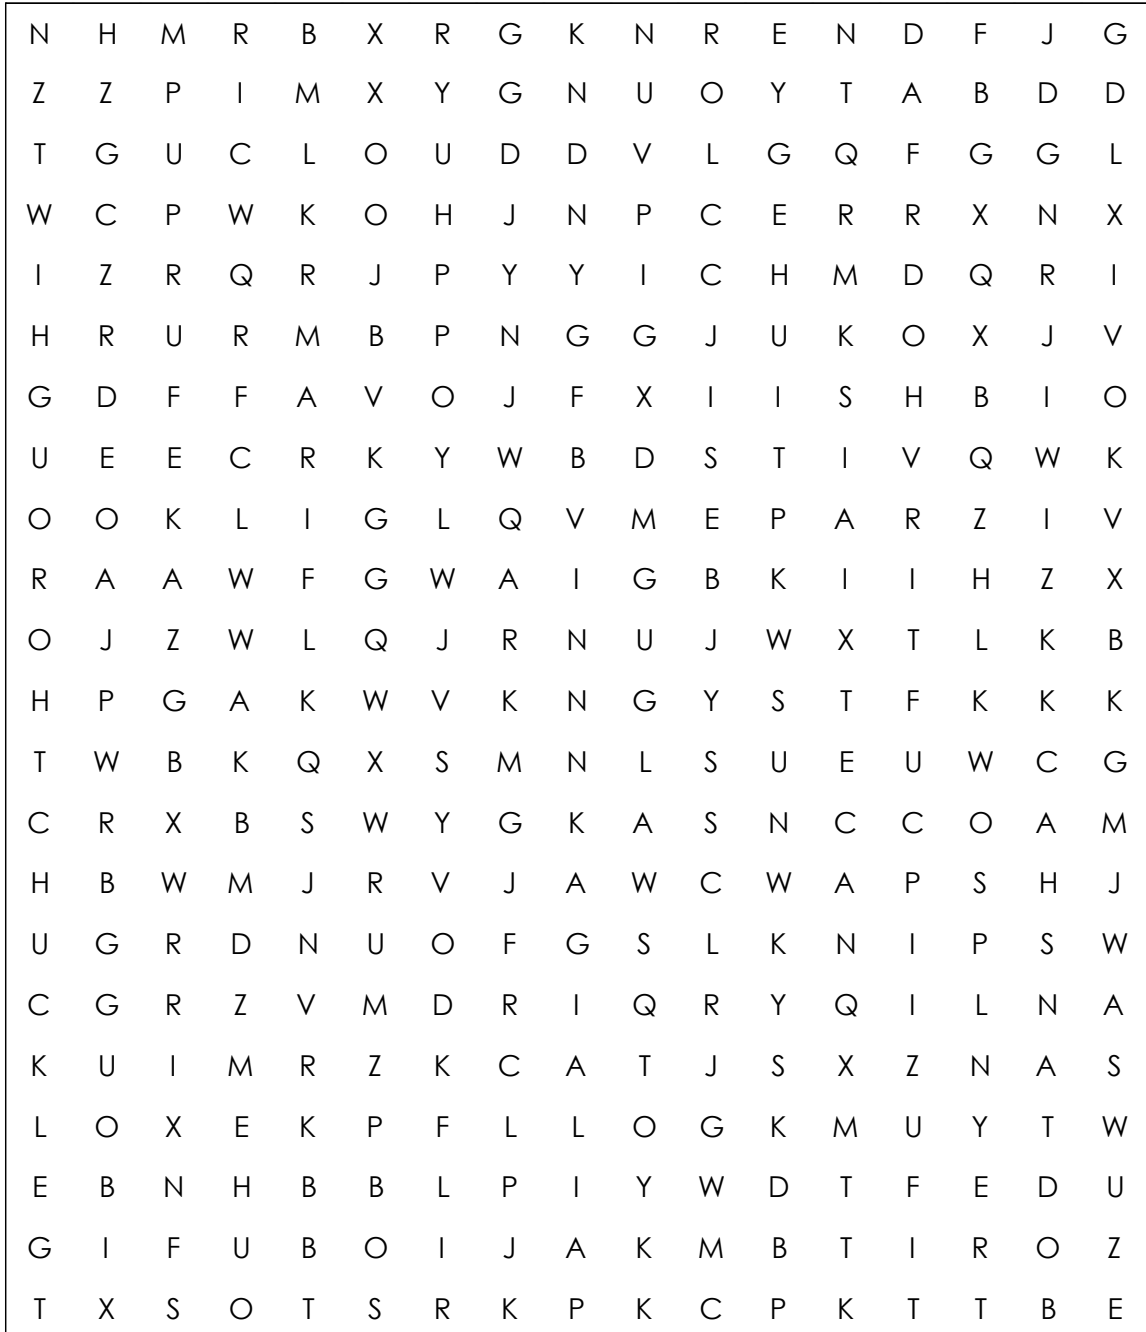 N H M R B X R G K N R E N D F J G
Z Z P I M X Y G N U O Y T A B D D
T G U C L O U D D V L G Q F G G L
W C P W K O H J N P C E R R X N X
I Z R Q R J P Y Y I C H M D Q R I
H R U R M B P N G G J U K O X J V
G D F F A V O J F X I I S H B I O
U E E C R K Y W B D S T I V Q W K
O O K L I G L Q V M E P A R Z I V
R A A W F G W A I G B K I I H Z X
O J Z W L Q J R N U J W X T L K B
H P G A K W V K N G Y S T F K K K
T W B K Q X S M N L S U E U W C G
C R X B S W Y G K A S N C C O A M
H B W M J R V J A W C W A P S H J
U G R D N U O F G S L K N I P S W
C G R Z V M D R I Q R Y Q I L N A
K U I M R Z K C A T J S X Z N A S
L O X E K P F L L O G K M U Y T W
E B N H B B L P I Y W D T F E D U
G I F U B O I J A K M B T I R O Z
T X S O T S R K P K C P K T T B E